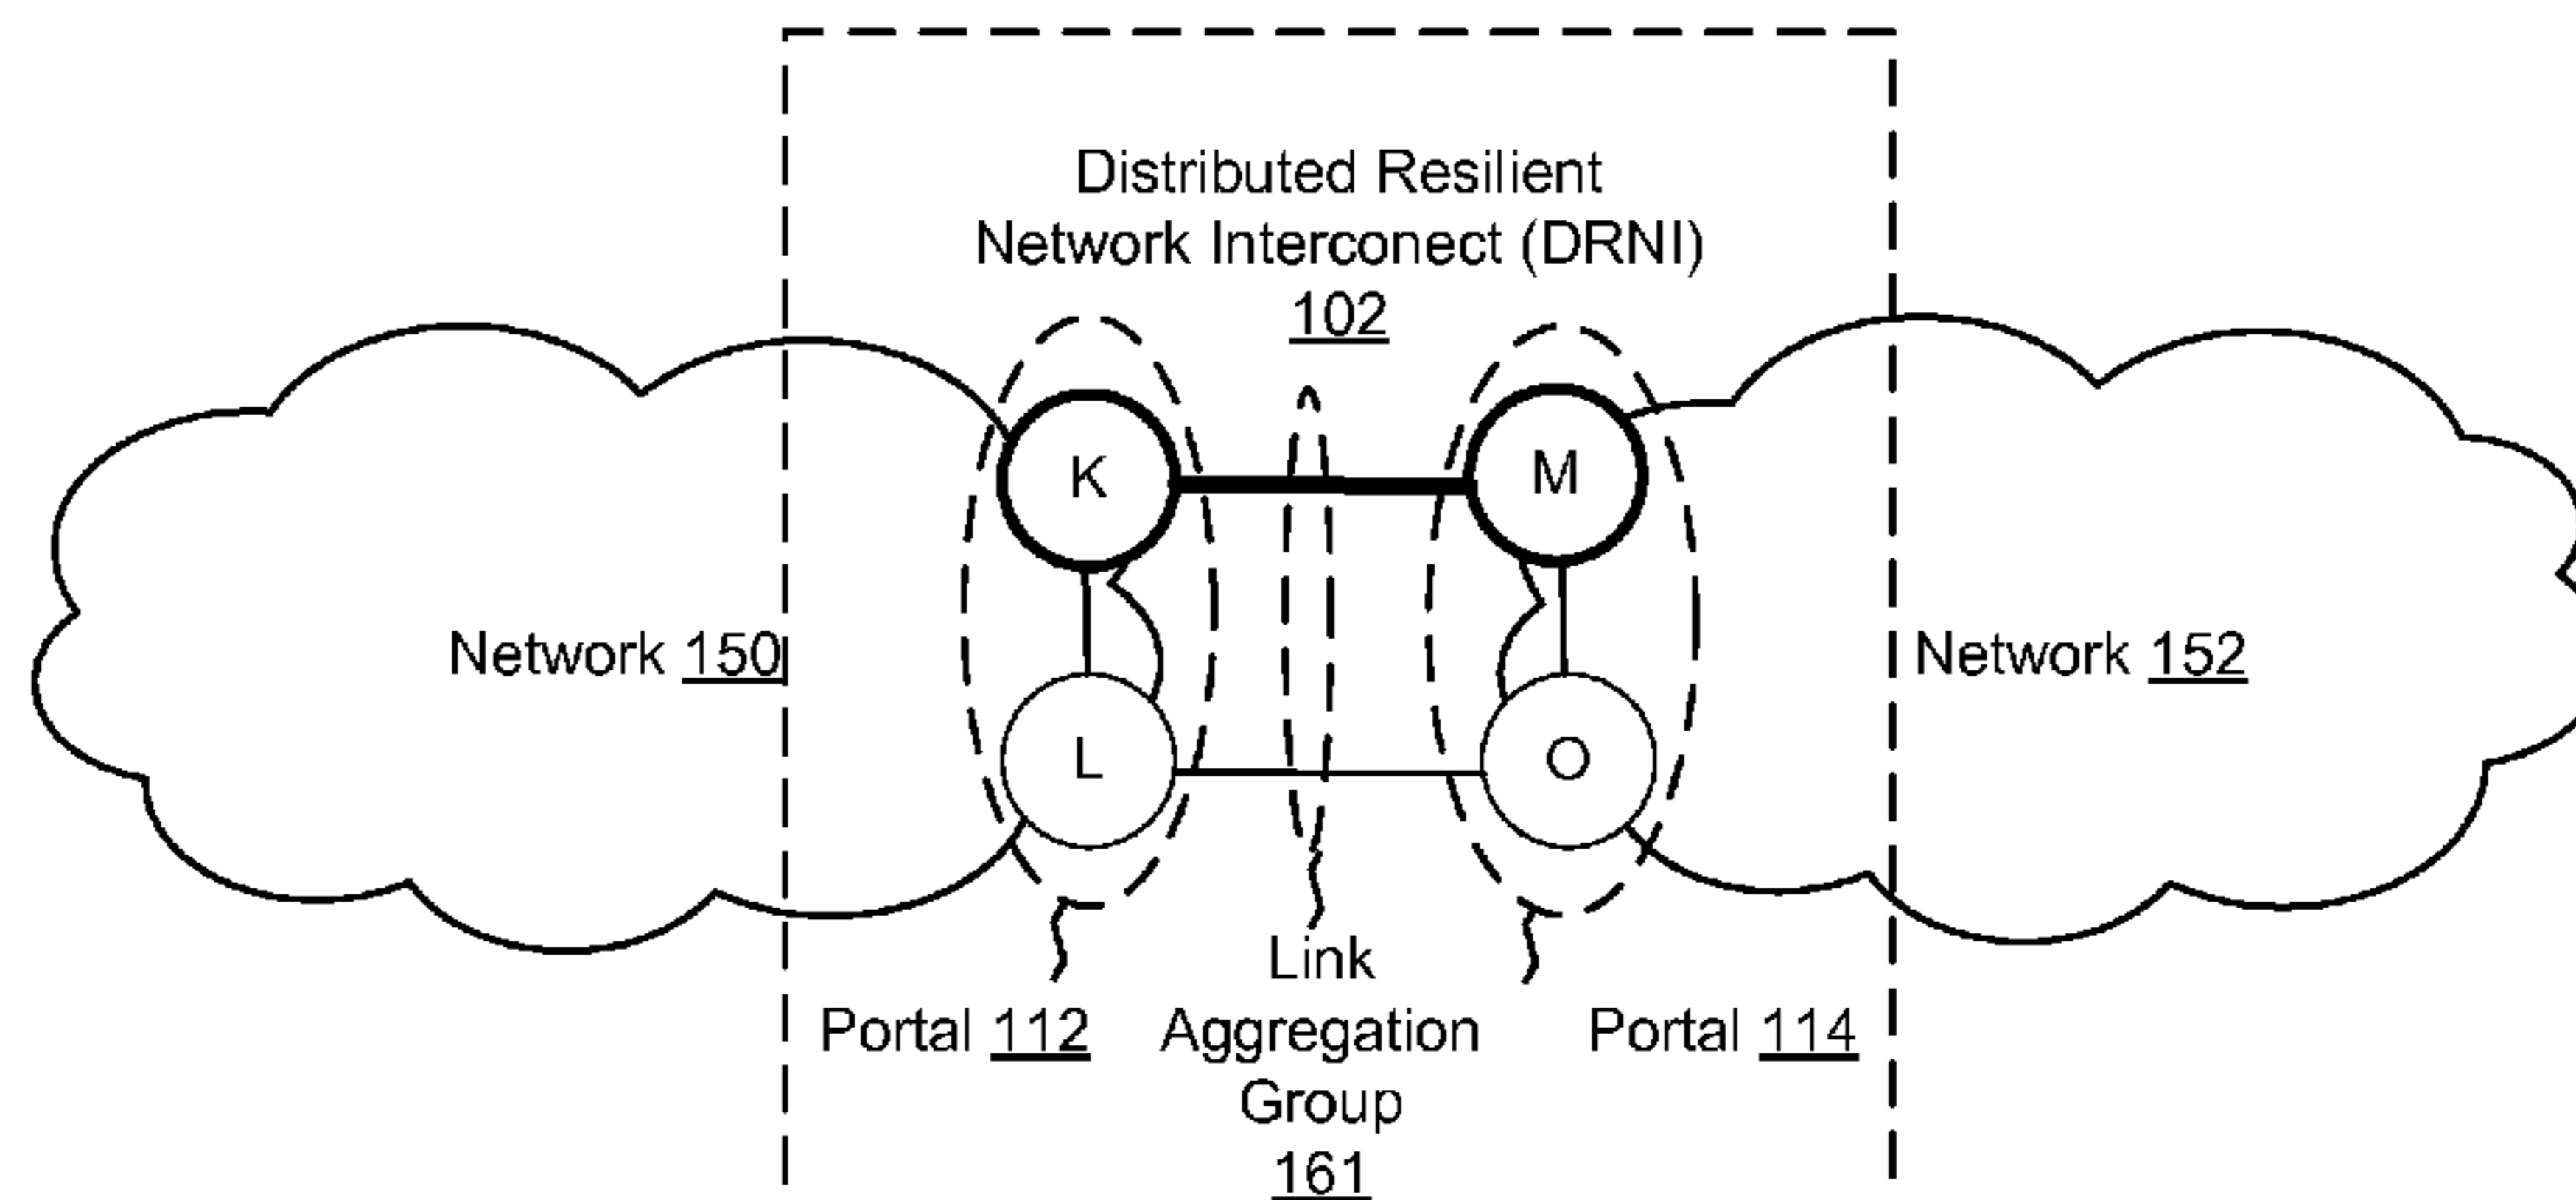 Distributed Resilient
Network Interconect (DRNI)
102
K
M
Network 150
Network 152
L
O
Portal 112
Link
Aggregation
Group
161
Portal 114